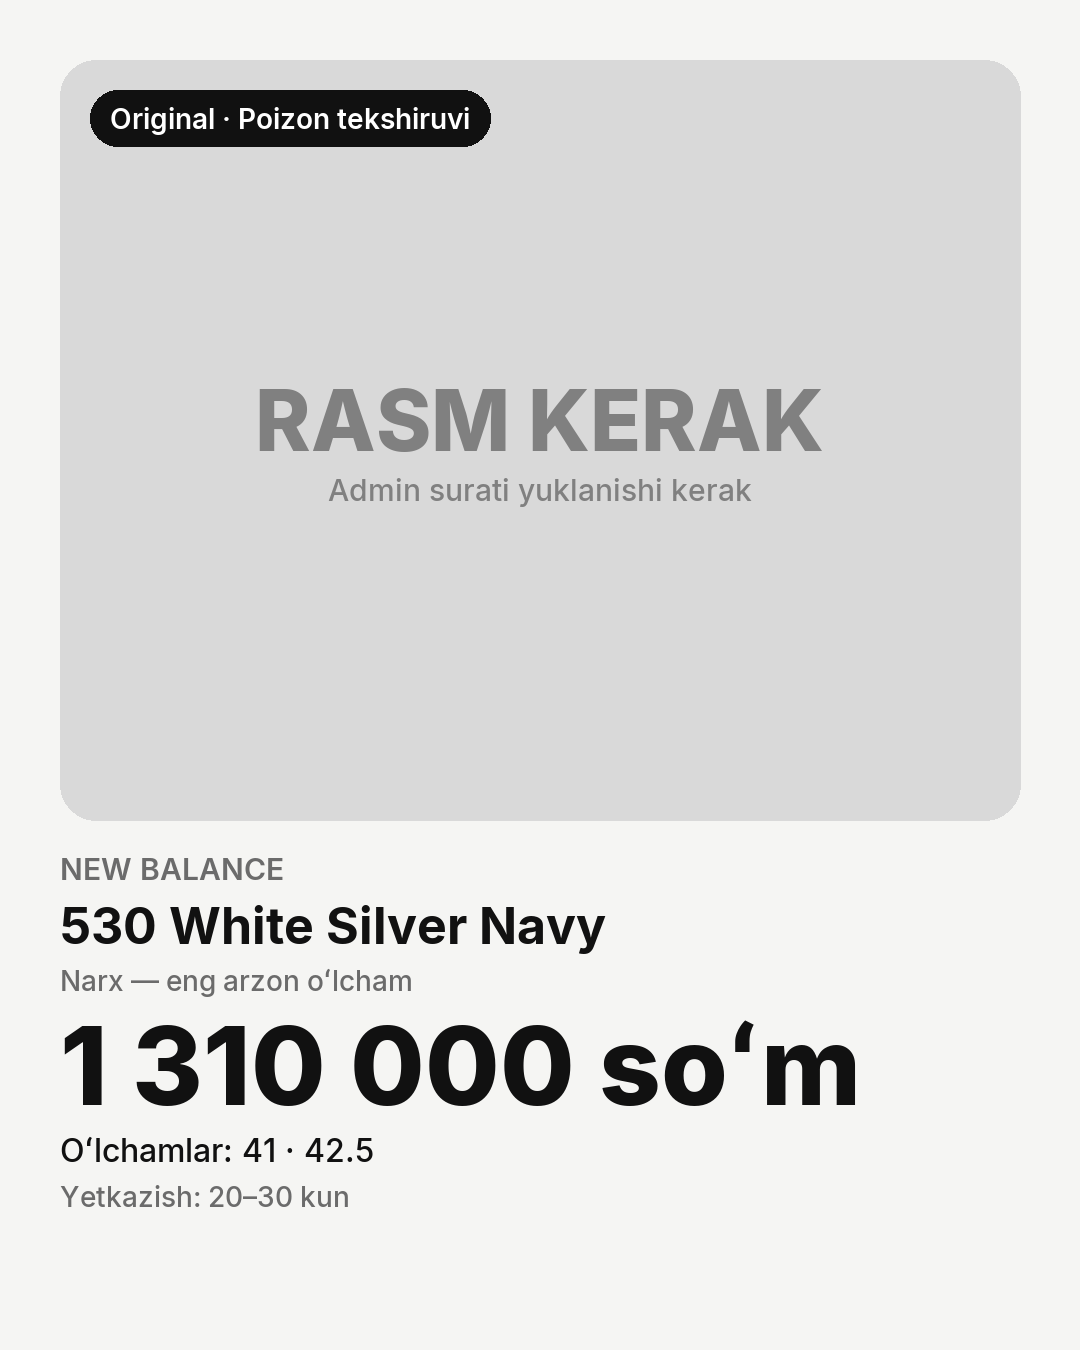 Original · Poizon tekshiruvi
RASM KERAK
Admin surati yuklanishi kerak
NEW BALANCE
530 White Silver Navy
Narx — eng arzon oʻlcham
1 310 000 soʻm
Oʻlchamlar: 41 · 42.5
Yetkazish: 20–30 kun